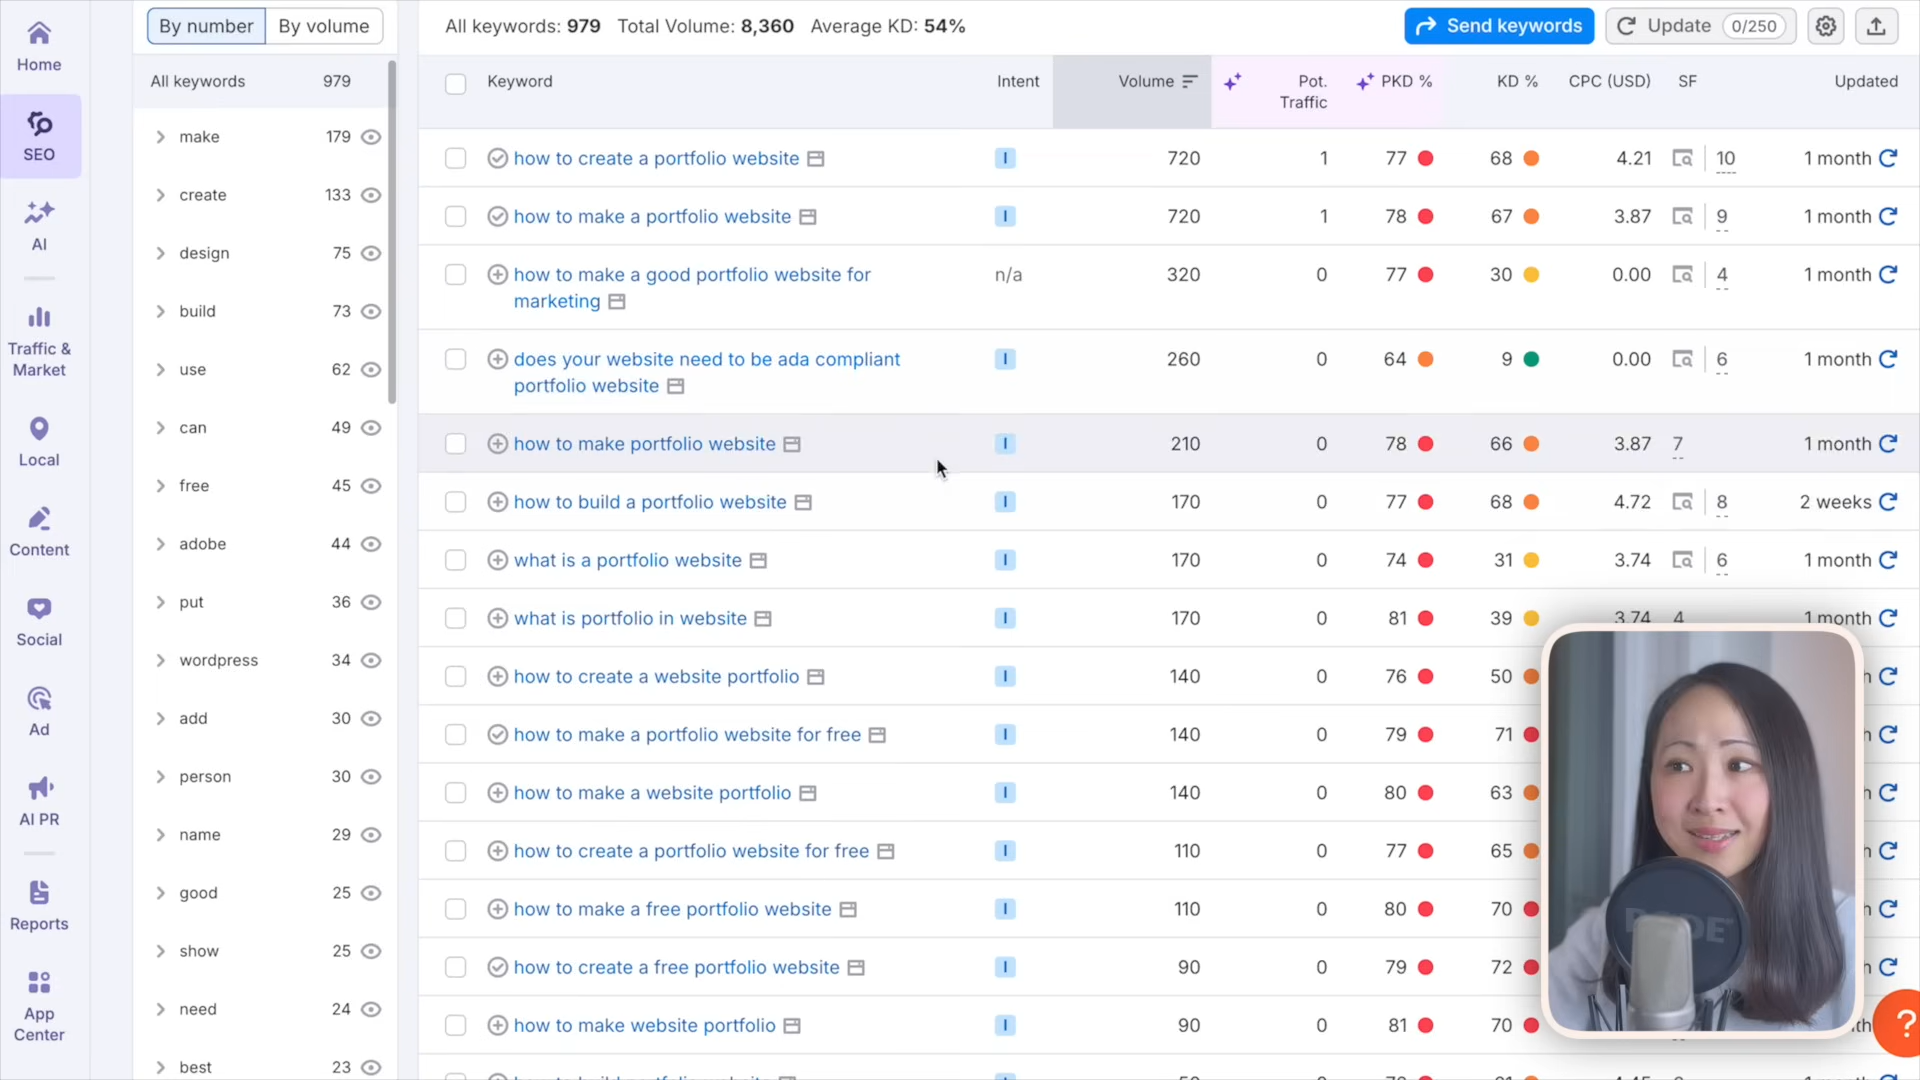 Home
SEO
AI
Traffic &
Market
Local
Content
Social
Ad
AI PR
Reports
App
Center
By number By volume
All keywords 979
make 179
create 133
design 75
build 73
use 62
can 49
free 45
adobe 44
put 36
wordpress 34
add 30
person 30
name 29
good 25
show 25
need 24
best 23
All keywords: 979 Total Volume: 8,360 Average KD: 54%
Send keywords Update 0/250
Keyword Intent Volume Pot. Traffic PKD % KD % CPC (USD) SF Updated
how to create a portfolio website I 720 1 77 68 4.21 10 1 month
how to make a portfolio website I 720 1 78 67 3.87 9 1 month
how to make a good portfolio website for n/a 320 0 77 30 0.00 4 1 month
marketing
does your website need to be ada compliant I 260 0 64 9 0.00 6 1 month
portfolio website
how to make portfolio website I 210 0 78 66 3.87 7 1 month
how to build a portfolio website I 170 0 77 68 4.72 8 2 weeks
what is a portfolio website I 170 0 74 31 3.74 6 1 month
what is portfolio in website I 170 0 81 39 3.74 4 1 month
how to create a website portfolio I 140 0 76 50
how to make a portfolio website for free I 140 0 79 71
how to make a website portfolio I 140 0 80 63
how to create a portfolio website for free I 110 0 77 65
how to make a free portfolio website I 110 0 80 70
how to create a free portfolio website I 90 0 79 72
how to make website portfolio I 90 0 81 70
?